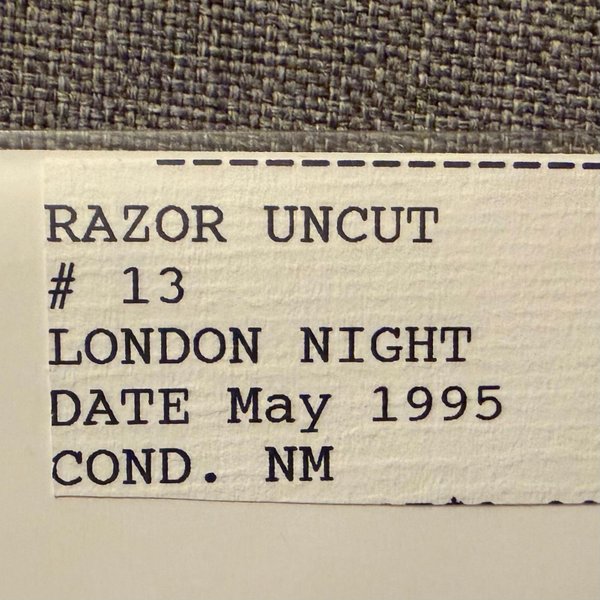 RAZOR UNCUT
# 13
LONDON NIGHT
DATE May 1995
COND. NM